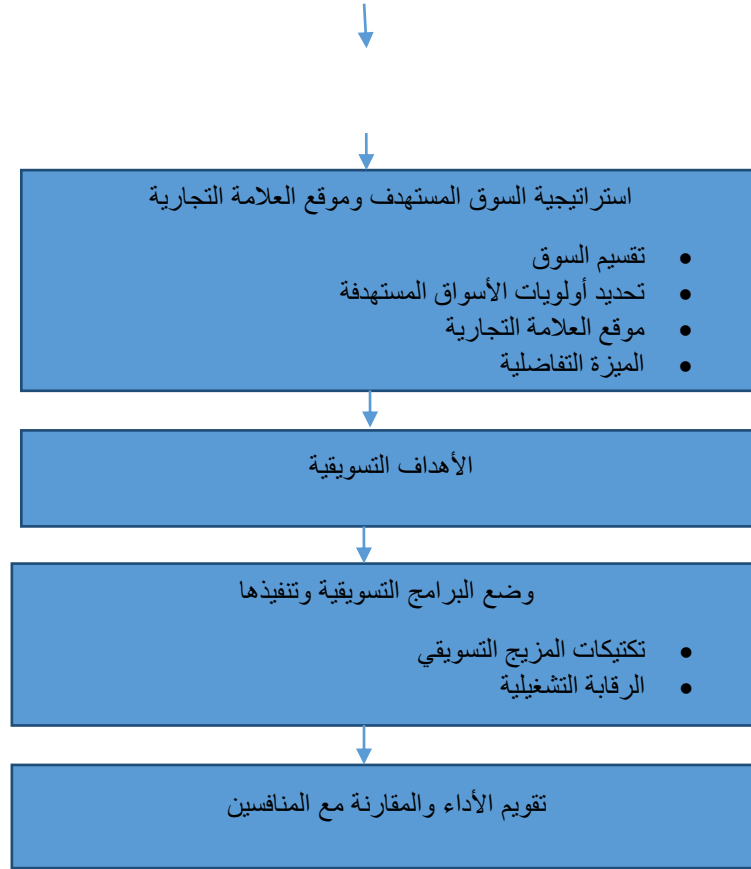 استراتيجية السوق المستهدف وموقع العلامة التجارية
• تقسيم السوق
• تحديد أولويات الأسواق المستهدفة
• موقع العلامة التجارية
• الميزة التفاضلية
الأهداف التسويقية
وضع البرامج التسويقية وتنفيذها
• تكتيكات المزيج التسويقي
• الرقابة التشغيلية
تقويم الأداء والمقارنة مع المنافسين